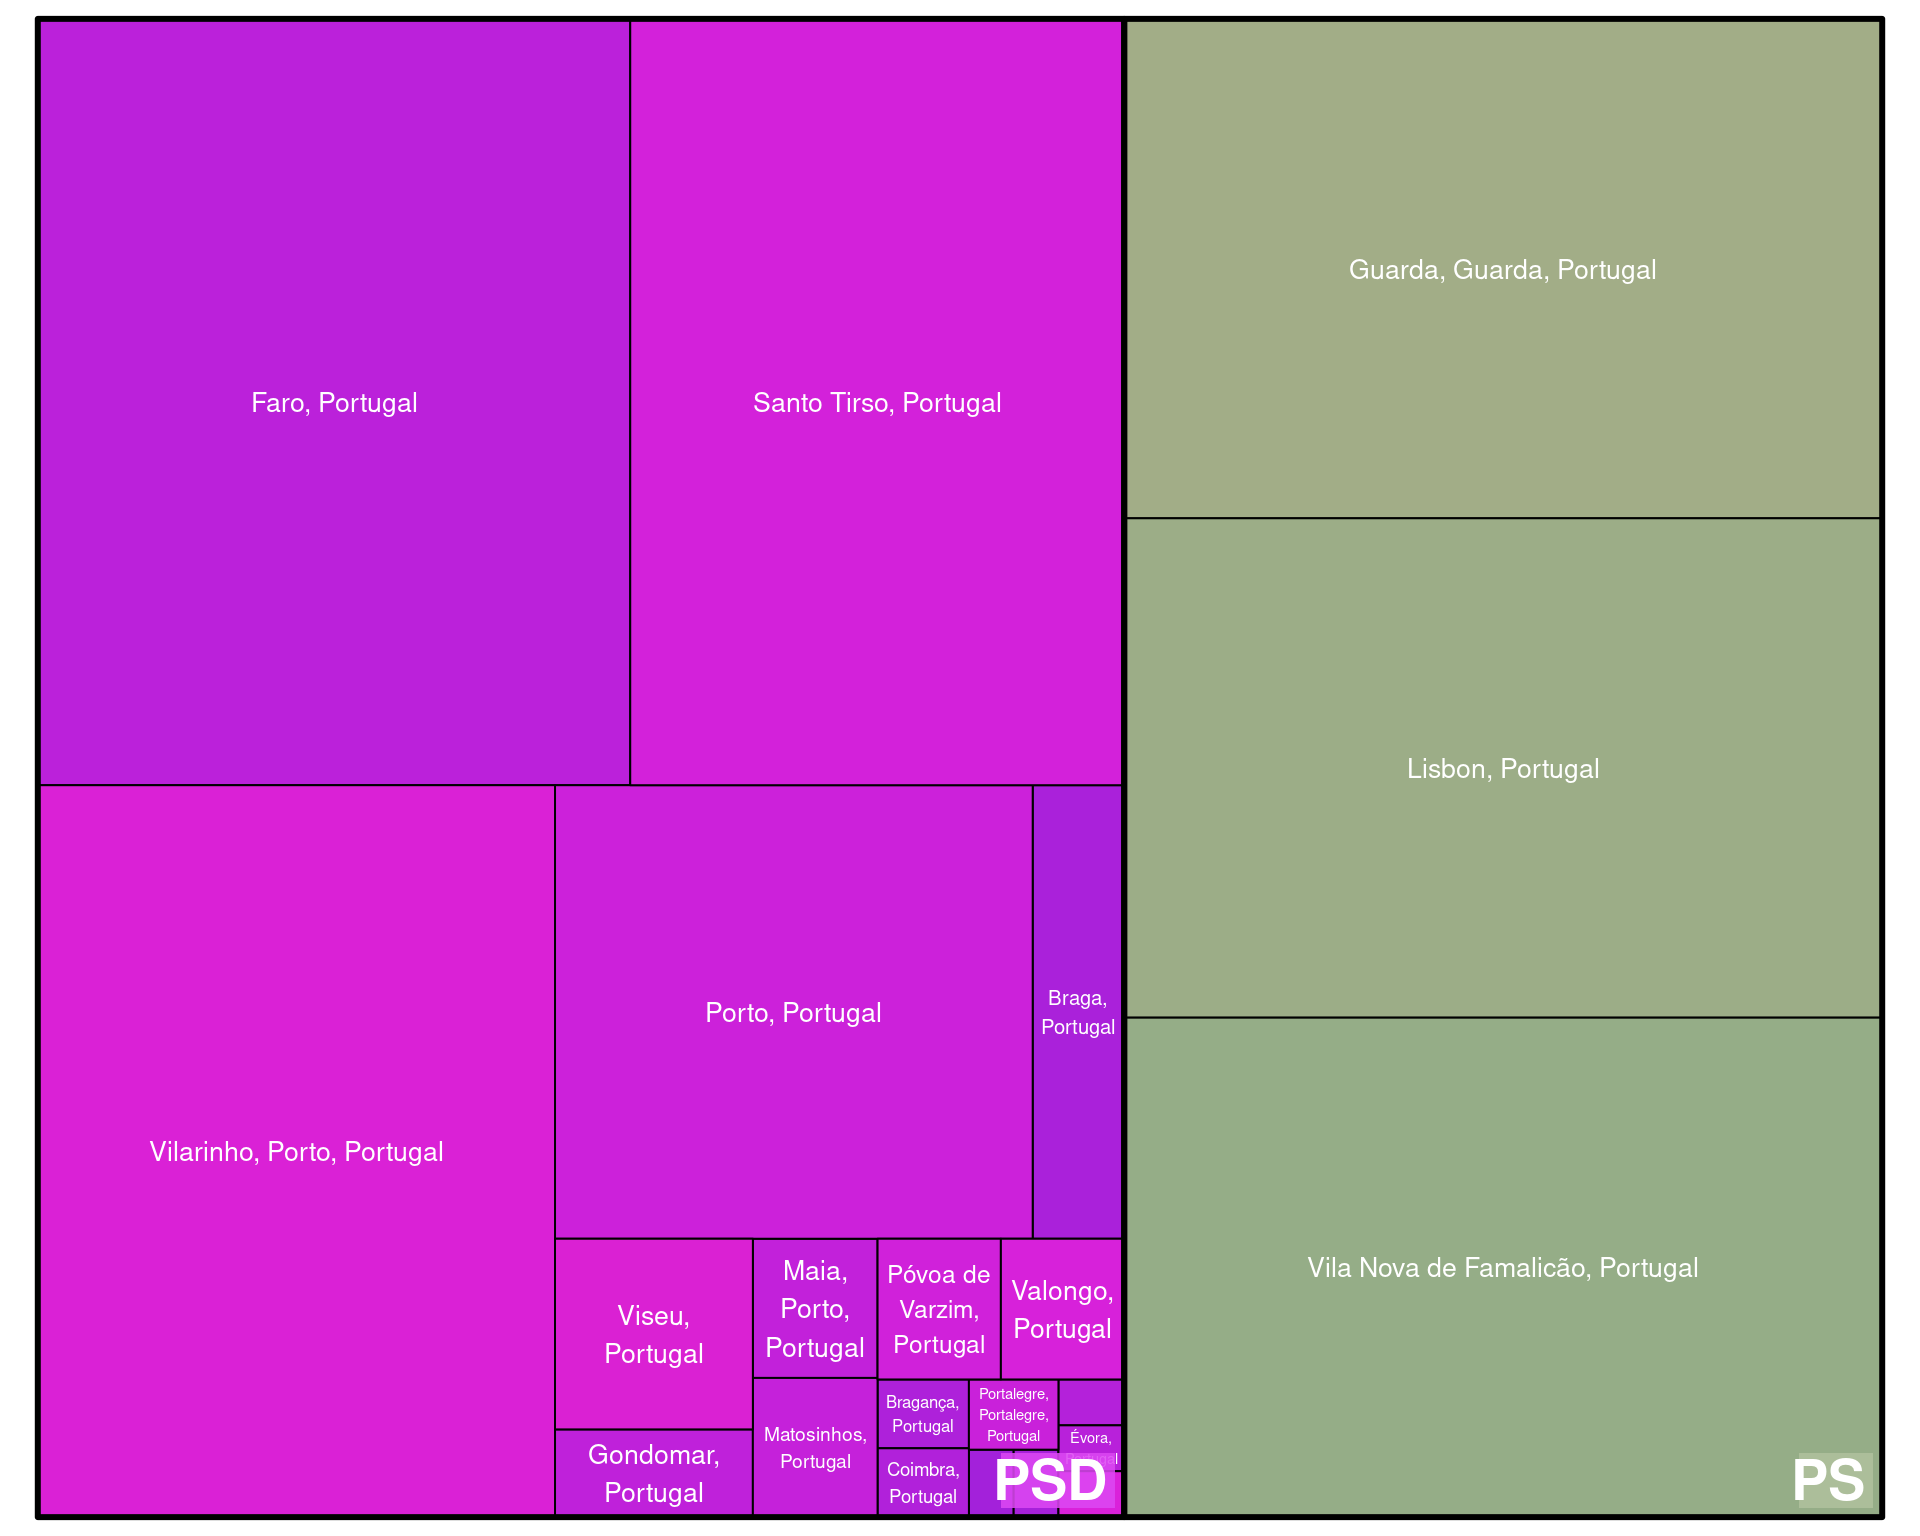 Faro, Portugal
Santo Tirso, Portugal
Guarda, Guarda, Portugal
Lisbon, Portugal
Vilarinho, Porto, Portugal
Porto, Portugal
Braga,
Portugal
Vila Nova de Famalicão, Portugal
Viseu,
Portugal
Maia,
Porto,
Portugal
Póvoa de
Varzim,
Portugal
Valongo,
Portugal
Gondomar,
Portugal
Matosinhos,
Portugal
Bragança,
Portugal
Portalegre,
Portalegre,
Portugal
Coimbra,
Portugal
Évora,
PSD
PS